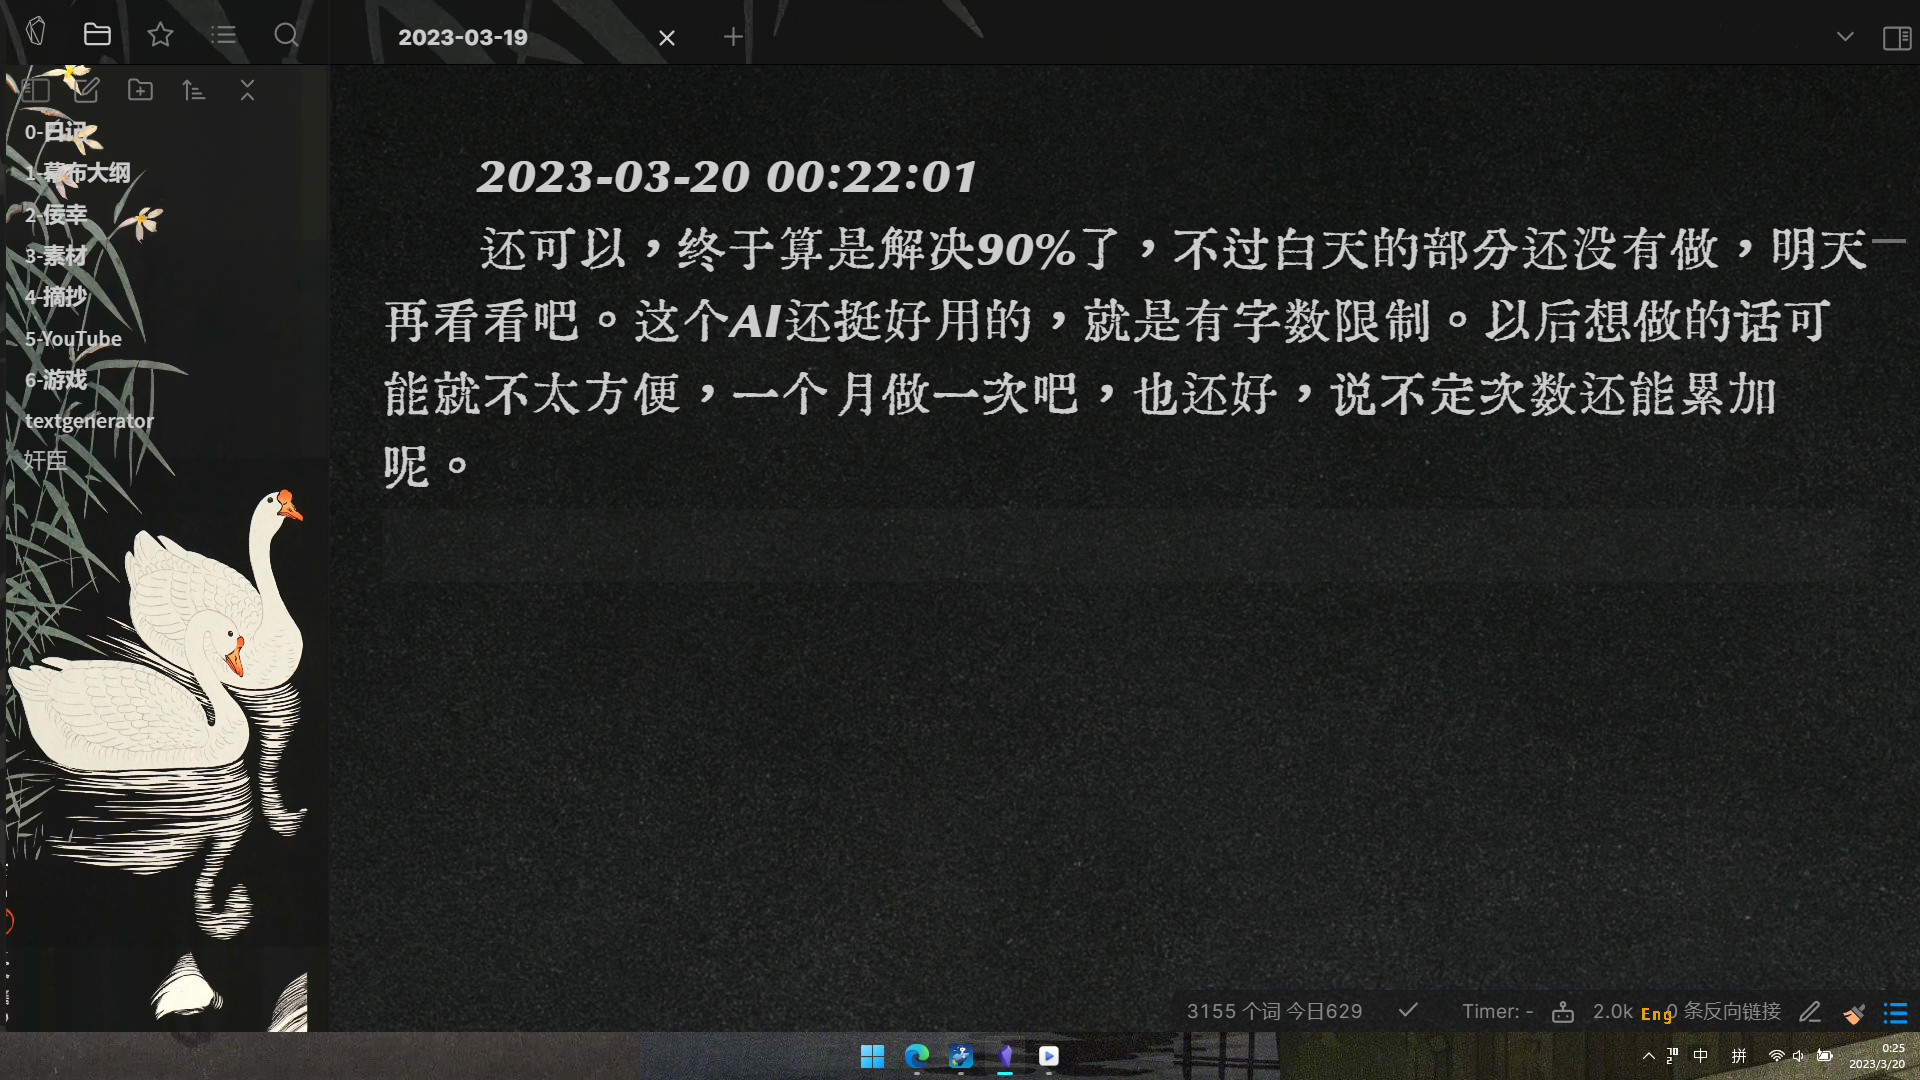 2023-03-19
0-日记
1-幕布大纲
2-佞幸
3-素材
4-摘抄
5-YouTube
6-游戏
textgenerator
奸臣
2023-03-20 00:22:01
还可以，终于算是解决90%了，不过白天的部分还没有做，明天
再看看吧。这个AI还挺好用的，就是有字数限制。以后想做的话可
能就不太方便，一个月做一次吧，也还好，说不定次数还能累加
呢。
3155 个词 今日629
Timer: -
2.0k
Eng
0 条反向链接
中
拼
0:25
2023/3/20